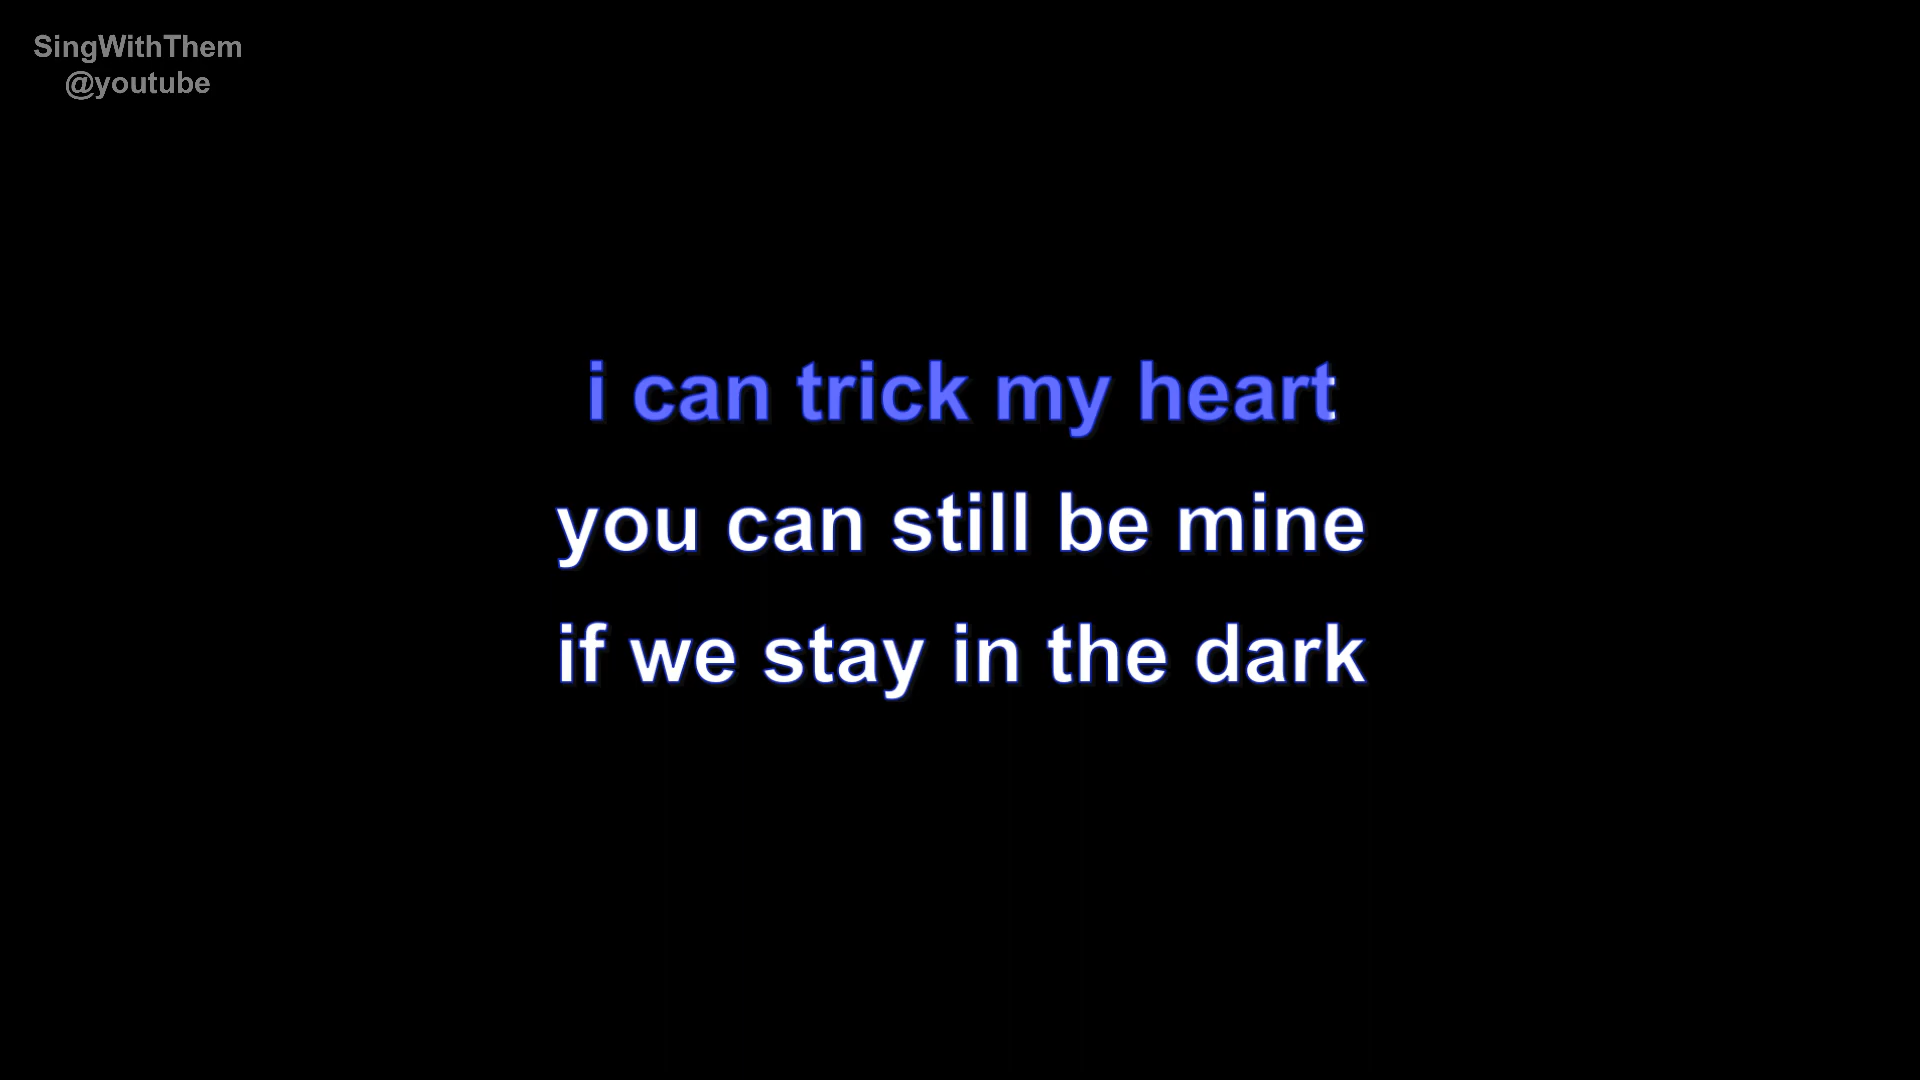 SingWithThem
@youtube
i can trick my heart
you can still be mine
if we stay in the dark